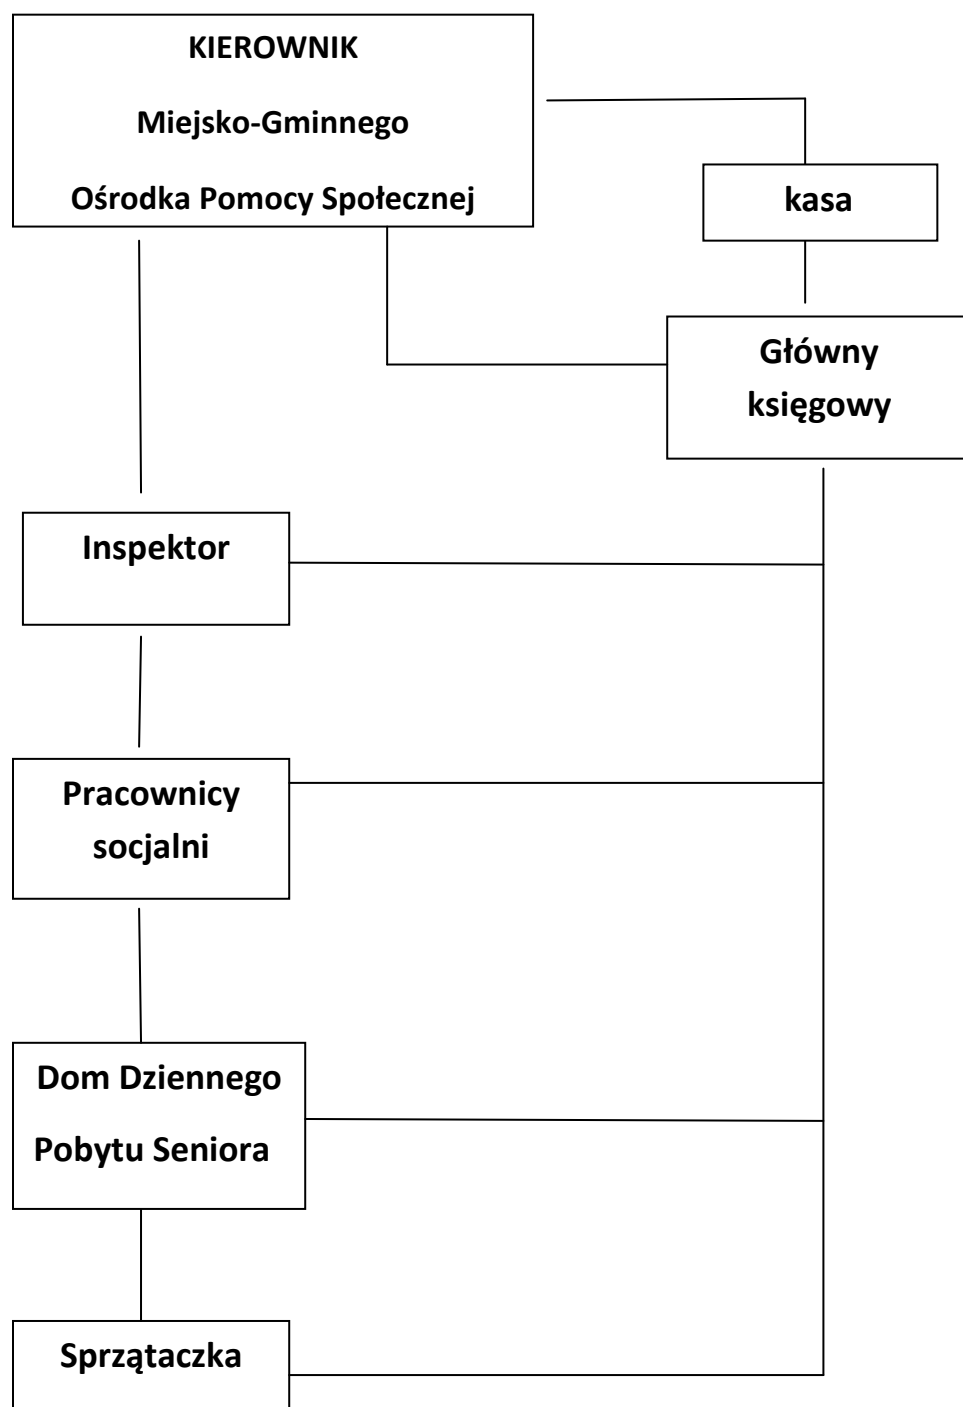 KIEROWNIK
Miejsko-Gminnego
Ośrodka Pomocy Społecznej
kasa
Główny
księgowy
Inspektor
Pracownicy
socjalni
Dom Dziennego
Pobytu Seniora
Sprzątaczka